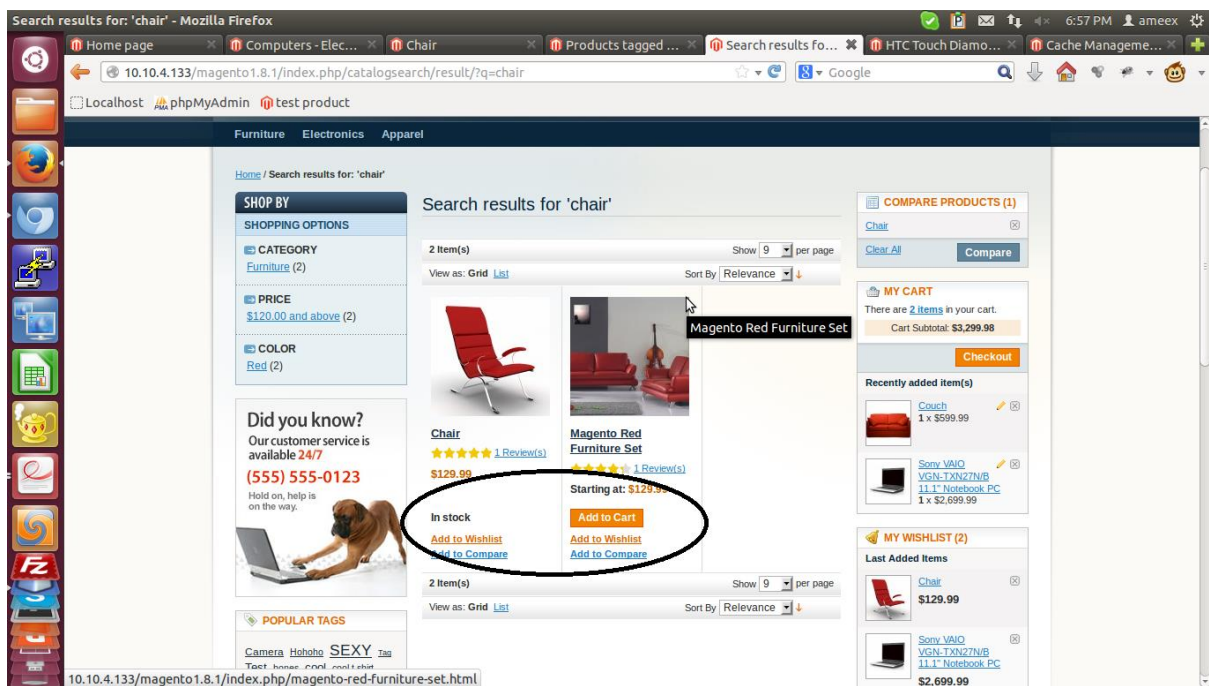 Search results for: 'chair' - Mozilla Firefox
6:57 PM ameex
Home page
Computers - Elec...
Chair
Products tagged ...
Search results fo...
HTC Touch Diamo...
Cache Manageme...
10.10.4.133/magento1.8.1/index.php/catalogsearch/result/?q=chair
Google
Localhost phpMyAdmin test product
Furniture Electronics Apparel
Home / Search results for: 'chair'
SHOP BY
SHOPPING OPTIONS
CATEGORY
Furniture (2)
PRICE
$120.00 and above (2)
COLOR
Red (2)
Did you know?
Our customer service is
available 24/7
(555) 555-0123
Hold on, help is
on the way.
POPULAR TAGS
Camera Hohoho SEXY Tag
Test bones cool cool t shirt
Search results for 'chair'
2 Item(s)
Show 9 per page
View as: Grid List
Sort By Relevance
Magento Red Furniture Set
Chair
1 Review(s)
$129.99
In stock
Add to Wishlist
Add to Compare
Magento Red
Furniture Set
1 Review(s)
Starting at: $129.99
Add to Cart
Add to Wishlist
Add to Compare
2 Item(s)
Show 9 per page
View as: Grid List
Sort By Relevance
COMPARE PRODUCTS (1)
Chair
Clear All
Compare
MY CART
There are 2 items in your cart.
Cart Subtotal: $3,299.98
Checkout
Recently added item(s)
Couch
1 x $599.99
Sony VAIO
VGN-TXN27N/B
11.1" Notebook PC
1 x $2,699.99
MY WISHLIST (2)
Last Added Items
Chair
$129.99
Sony VAIO
VGN-TXN27N/B
11.1" Notebook PC
$2,699.99
10.10.4.133/magento1.8.1/index.php/magento-red-furniture-set.html